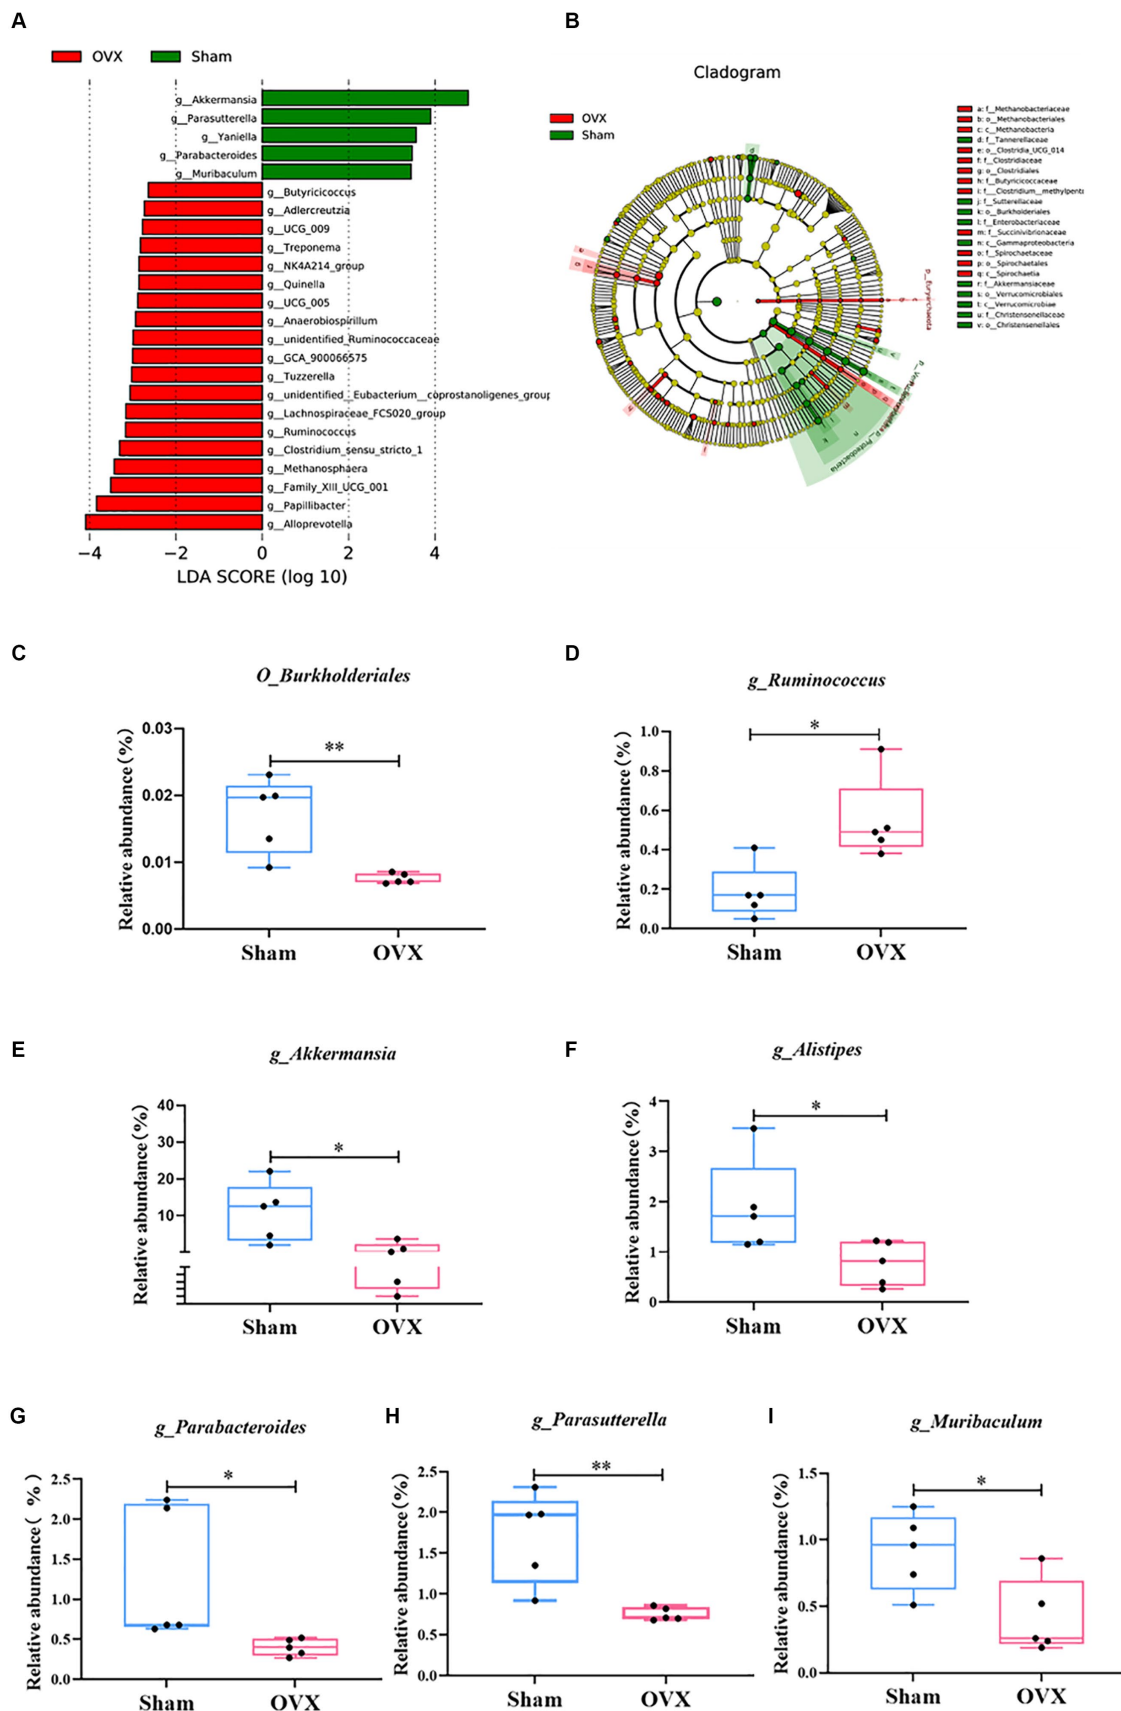 A
OVX Sham
g__Akkermansia
g__Parasutterella
g__Yaniella
g__Parabacteroides
g__Muribaculum
g__Butyricicoccus
g__Adlercreutzia
g__UCG_009
g__Treponema
g__NK4A214_group
g__Quinella
g__UCG_005
g__Anaerobiospirillum
g__unidentified_Ruminococcaceae
g__GCA_900066575
g__Tuzzerella
g__unidentified__Eubacterium__coprostanoligenes_group
g__Lachnospiraceae_FCS020_group
g__Ruminococcus
g__Clostridium_sensu_stricto_1
g__Methanosphaera
g__Family_XIII_UCG_001
g__Papillibacter
g__Alloprevotella
−4 −2 0 2 4
LDA SCORE (log 10)
B
Cladogram
OVX
Sham
a: f__Methanobacteriaceae
b: o__Methanobacteriales
c: c__Methanobacteria
d: f__Tannerellaceae
e: o__Clostridia_UCG_014
f: f__Clostridiaceae
g: o__Clostridiales
h: f__Butyricicoccaceae
i: f__Clostridium__methylpento
j: f__Sutterellaceae
k: o__Burkholderiales
l: f__Enterobacteriaceae
m: f__Succinivibrionaceae
n: c__Gammaproteobacteria
o: f__Spirochaetaceae
p: o__Spirochaetales
q: c__Spirochaetia
r: f__Akkermansiaceae
s: o__Verrucomicrobiales
t: c__Verrucomicrobiae
u: f__Christensenellaceae
v: o__Christensenellales
p__Euryarchaeota
p__Proteobacteria
C
O_Burkholderiales
Relative abundance(%)
0.03
0.02
0.01
0.00
**
Sham OVX
D
g_Ruminococcus
Relative abundance(%)
1.0
0.8
0.6
0.4
0.2
0.0
*
Sham OVX
E
g_Akkermansia
Relative abundance(%)
40
30
20
10
*
Sham OVX
F
g_Alistipes
Relative abundance(%)
4
3
2
1
0
*
Sham OVX
G
g_Parabacteroides
Relative abundance( %)
2.5
2.0
1.5
1.0
0.5
0.0
*
Sham OVX
H
g_Parasutterella
Relative abundance(%)
2.5
2.0
1.5
1.0
0.5
0.0
**
Sham OVX
I
g_Muribaculum
Relative abundance(%)
1.5
1.0
0.5
0.0
*
Sham OVX